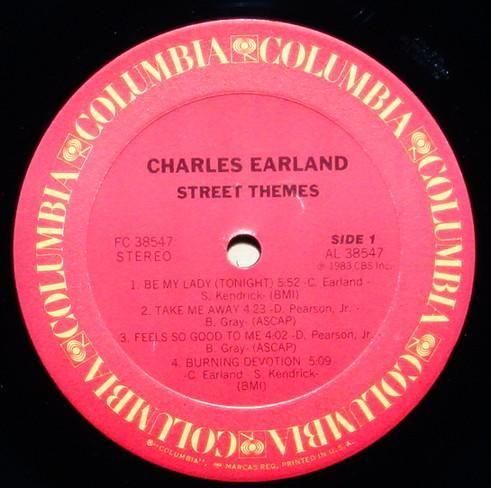 COLUMBIA COLUMBIA COLUMBIA COLUMBIA COLUMBIA COLUMBIA
CHARLES EARLAND
STREET THEMES
FC 38547
STEREO
SIDE 1
AL 38547
℗ 1983 CBS Inc.
1. BE MY LADY (TONIGHT) 5:52 -C. Earland -
S. Kendrick- (BMI)
2. TAKE ME AWAY 4:23 -D. Pearson, Jr. -
B. Gray- (ASCAP)
3. FEELS SO GOOD TO ME 4:02 -D. Pearson, Jr. -
B. Gray- (ASCAP)
4. BURNING DEVOTION 5:09
-C. Earland - S. Kendrick-
(BMI)
®-"COLUMBIA", MARCAS REG. PRINTED IN U.S.A.